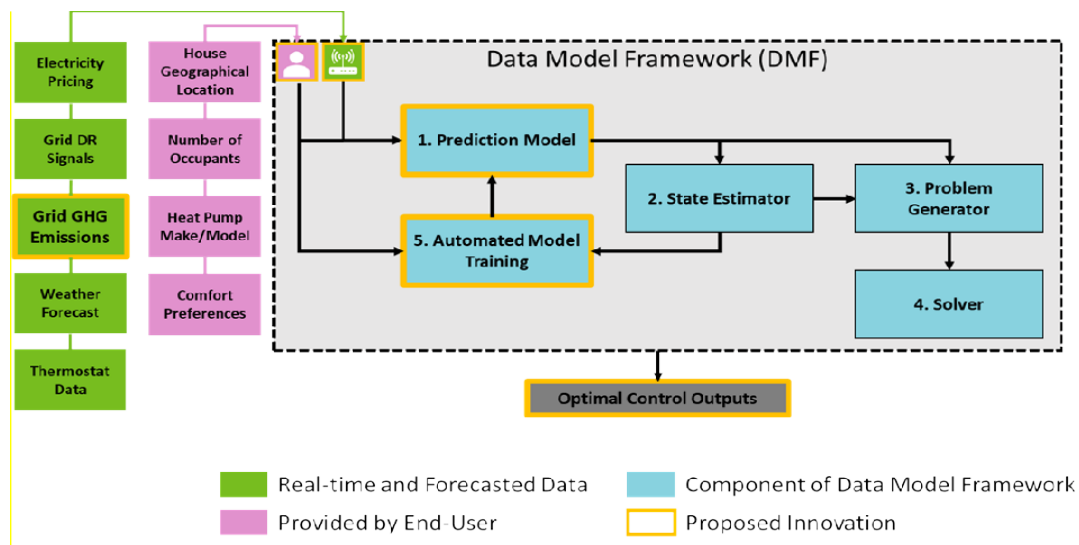 Data Model Framework (DMF)
Electricity
Pricing
Grid DR
Signals
Grid GHG
Emissions
Weather
Forecast
Thermostat
Data
House
Geographical
Location
Number of
Occupants
Heat Pump
Make/Model
Comfort
Preferences
1. Prediction Model
2. State Estimator
3. Problem
Generator
5. Automated Model
Training
4. Solver
Optimal Control Outputs
Real-time and Forecasted Data
Component of Data Model Framework
Provided by End-User
Proposed Innovation